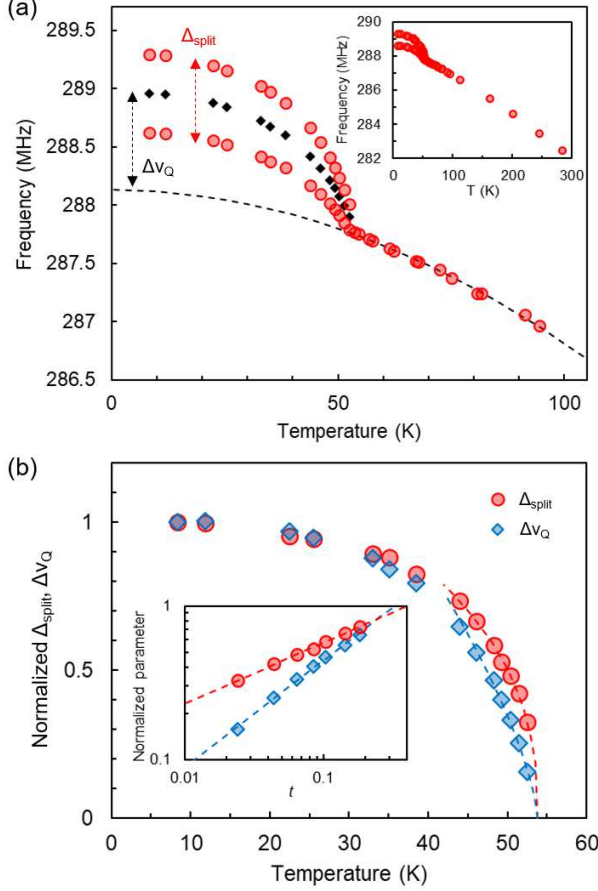 (a)
289.5
289
288.5
288
287.5
287
286.5
Frequency (MHz)
Δsplit
ΔνQ
0
50
100
Temperature (K)
290
288
286
284
282
Frequency (MHz)
0
100
200
300
T (K)
(b)
1
0.5
0
Normalized Δsplit, ΔνQ
Δsplit
ΔνQ
1
0.1
Normalized parameter
0.01
0.1
t
0
10
20
30
40
50
60
Temperature (K)